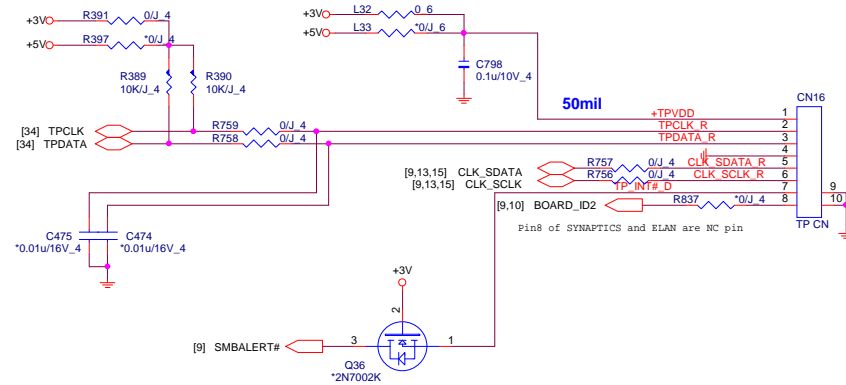 +3V R391 0/J_4
+5V R397 *0/J_4
R389 10K/J_4
R390 10K/J_4
+3V L32 0_6
+5V L33 *0/J_6
C798
0.1u/10V_4
50mil
CN16
[34] TPCLK R759 0/J_4
[34] TPDATA R758 0/J_4
+TPVDD 1
TPCLK_R 2
TPDATA_R 3
4
[9,13,15] CLK_SDATA R757 0/J_4 CLK_SDATA_R 5
[9,13,15] CLK_SCLK R756 0/J_4 CLK_SCLK_R 6
TP_INT#_D 7
[9,10] BOARD_ID2 R837 *0/J_4 8
9
10
TP CN
Pin8 of SYNAPTICS and ELAN are NC pin
C475
*0.01u/16V_4
C474
*0.01u/16V_4
+3V
2
[9] SMBALERT# 3 1
Q36
*2N7002K